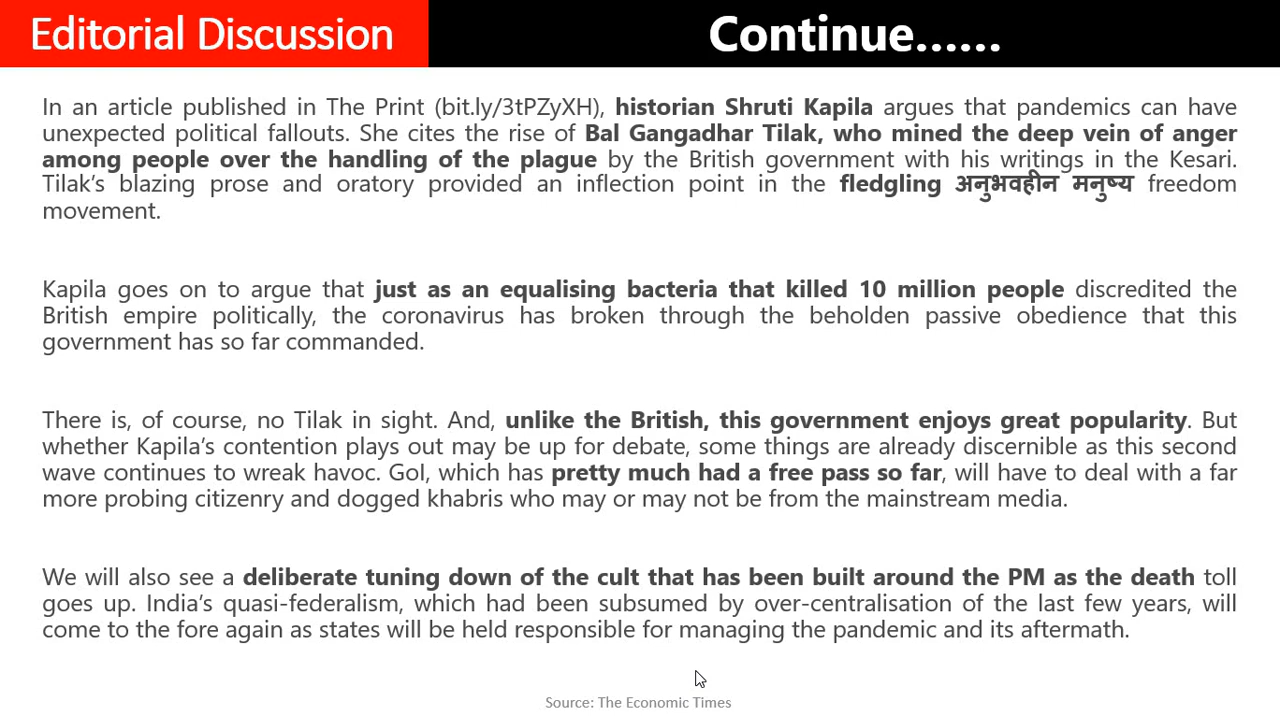 Editorial Discussion
Continue......
In an article published in The Print (bit.ly/3tPZyXH), historian Shruti Kapila argues that pandemics can have
unexpected political fallouts. She cites the rise of Bal Gangadhar Tilak, who mined the deep vein of anger
among people over the handling of the plague by the British government with his writings in the Kesari.
Tilak's blazing prose and oratory provided an inflection point in the fledgling अनुभवहीन मनुष्य freedom
movement.
Kapila goes on to argue that just as an equalising bacteria that killed 10 million people discredited the
British empire politically, the coronavirus has broken through the beholden passive obedience that this
government has so far commanded.
There is, of course, no Tilak in sight. And, unlike the British, this government enjoys great popularity. But
whether Kapila's contention plays out may be up for debate, some things are already discernible as this second
wave continues to wreak havoc. GoI, which has pretty much had a free pass so far, will have to deal with a far
more probing citizenry and dogged khabris who may or may not be from the mainstream media.
We will also see a deliberate tuning down of the cult that has been built around the PM as the death toll
goes up. India's quasi-federalism, which had been subsumed by over-centralisation of the last few years, will
come to the fore again as states will be held responsible for managing the pandemic and its aftermath.
Source: The Economic Times